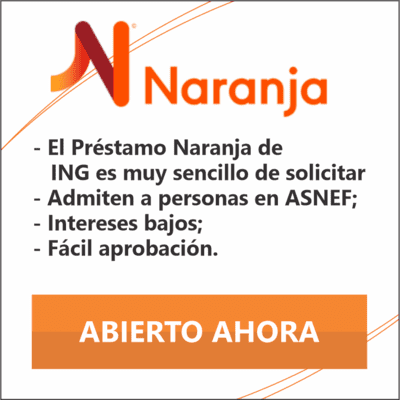 Naranja
- El Préstamo Naranja de
ING es muy sencillo de solicitar
- Admiten a personas en ASNEF;
- Intereses bajos;
- Fácil aprobación.
ABIERTO AHORA